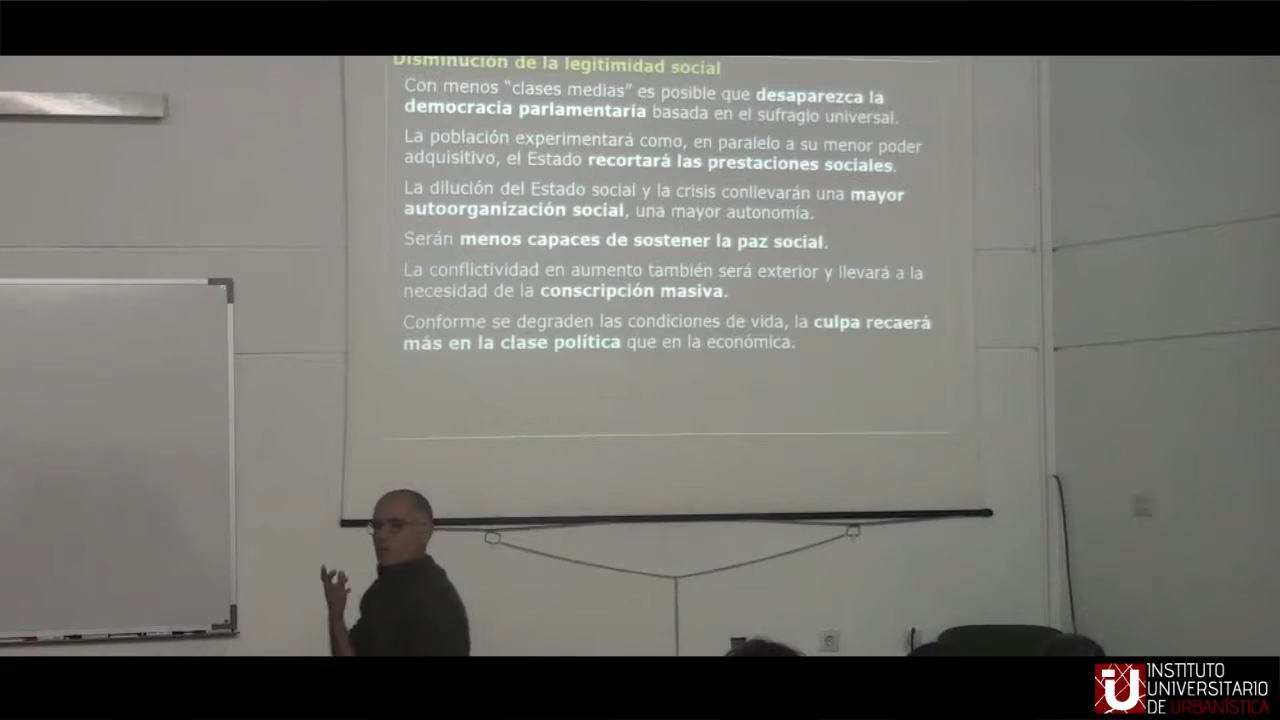 Disminución de la legitimidad social
Con menos “clases medias” es posible que desaparezca la
democracia parlamentaria basada en el sufragio universal.
La población experimentará como, en paralelo a su menor poder
adquisitivo, el Estado recortará las prestaciones sociales.
La dilución del Estado social y la crisis conllevarán una mayor
autoorganización social, una mayor autonomía.
Serán menos capaces de sostener la paz social.
La conflictividad en aumento también será exterior y llevará a la
necesidad de la conscripción masiva.
Conforme se degraden las condiciones de vida, la culpa recaerá
más en la clase política que en la económica.
INSTITUTO
UNIVERSITARIO
DE URBANÍSTICA